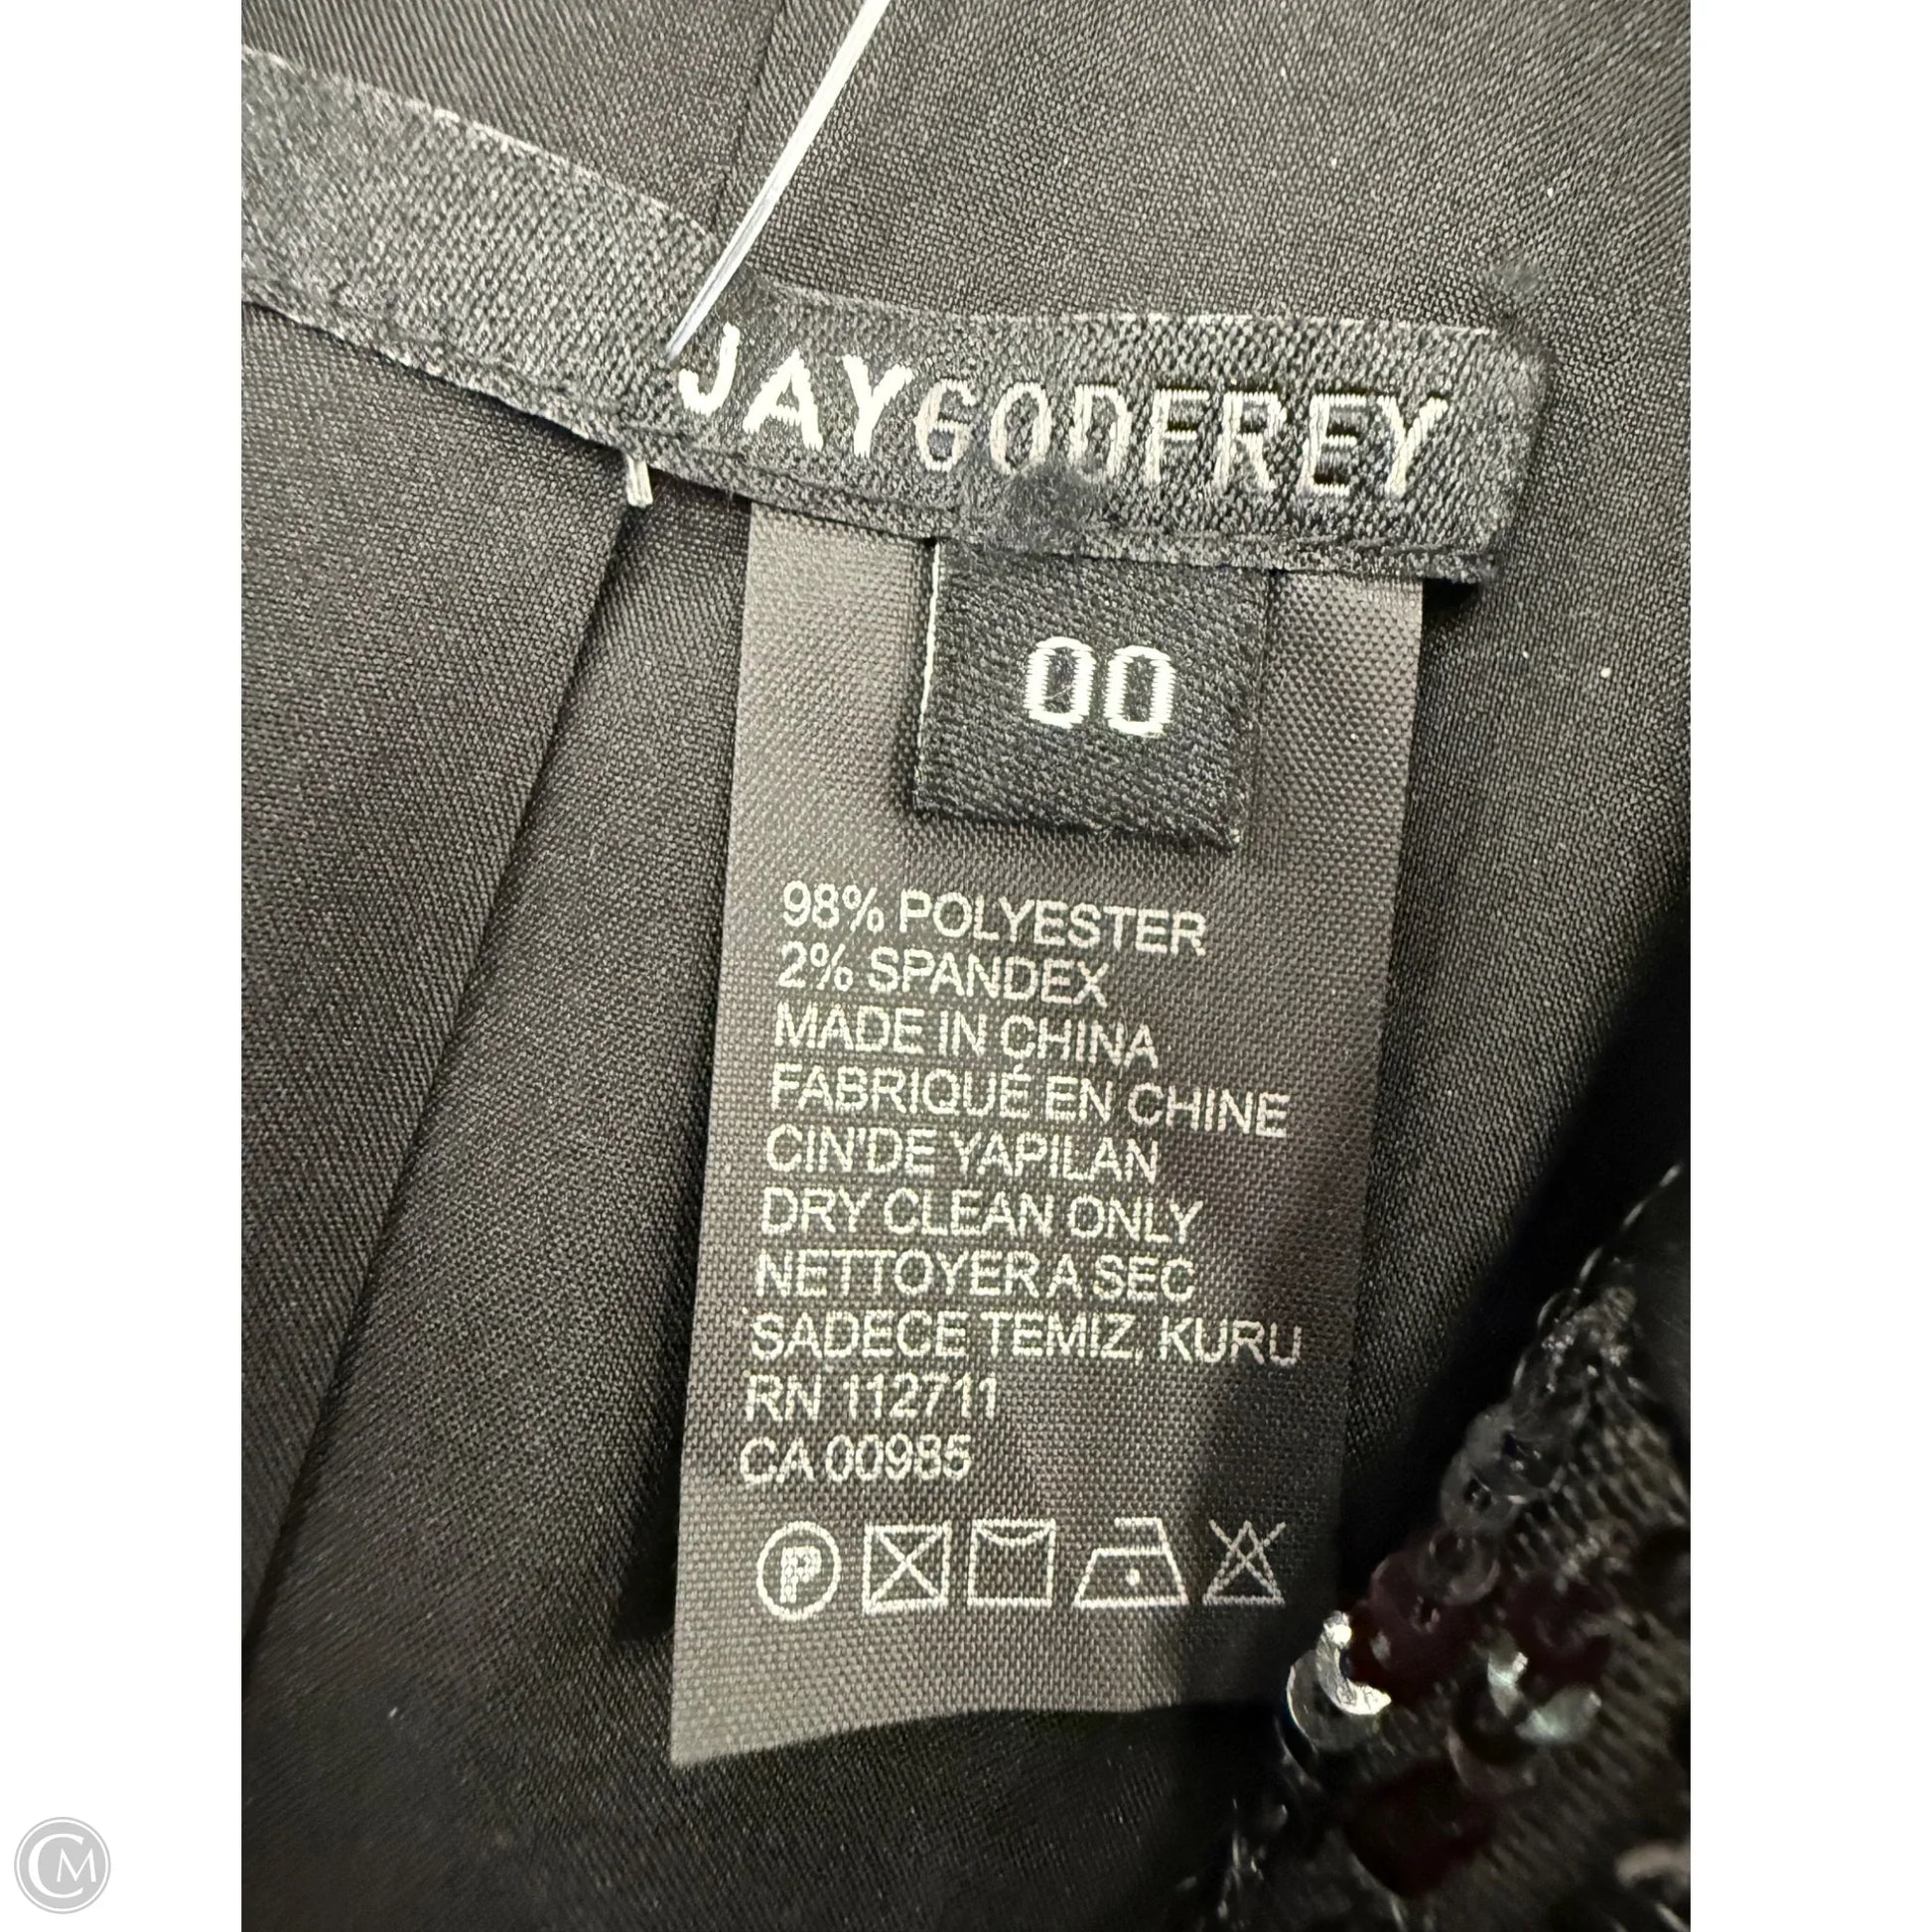 JAYGODFREY
00
98% POLYESTER
2% SPANDEX
MADE IN CHINA
FABRIQUÉ EN CHINE
CIN'DE YAPILAN
DRY CLEAN ONLY
NETTOYER A SEC
SADECE TEMIZ, KURU
RN 112711
CA 00985
P
CM